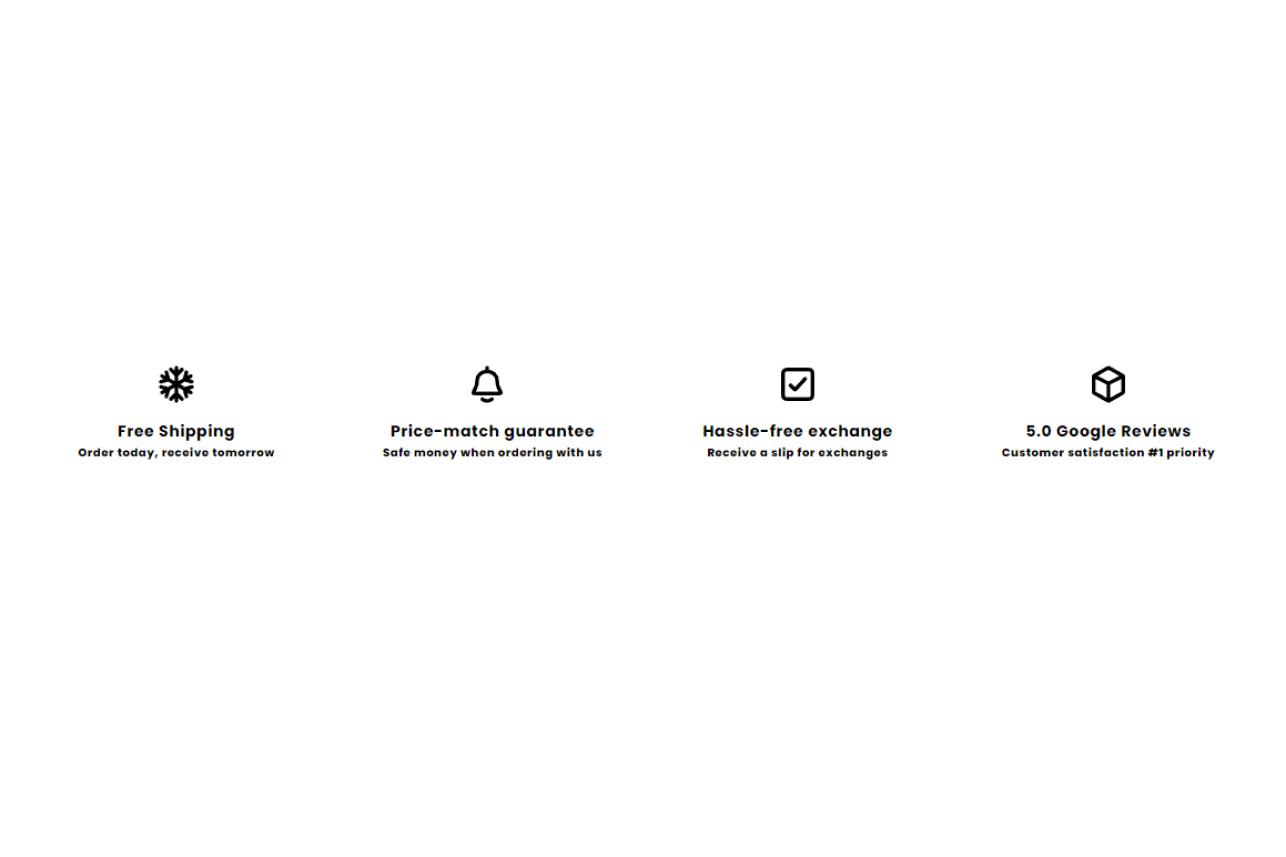 Free Shipping
Order today, receive tomorrow
Price-match guarantee
Safe money when ordering with us
Hassle-free exchange
Receive a slip for exchanges
5.0 Google Reviews
Customer satisfaction #1 priority